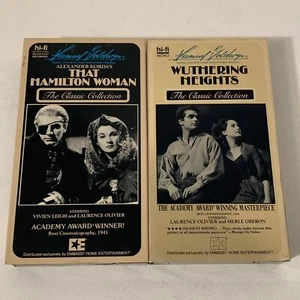 hi-fi
Samuel Goldwyn
ALEXANDER KORDA'S
THAT
HAMILTON WOMAN
The Classic Collection
STARRING
VIVIEN LEIGH and LAURENCE OLIVIER
ACADEMY AWARD WINNER!
Best Cinematography, 1941
Distributed exclusively by EMBASSY HOME ENTERTAINMENT
hi-fi
Samuel Goldwyn
WUTHERING
HEIGHTS
The Classic Collection
THE ACADEMY AWARD WINNING MASTERPIECE
STARRING
LAURENCE OLIVIER and MERLE OBERON
Distributed exclusively by EMBASSY HOME ENTERTAINMENT